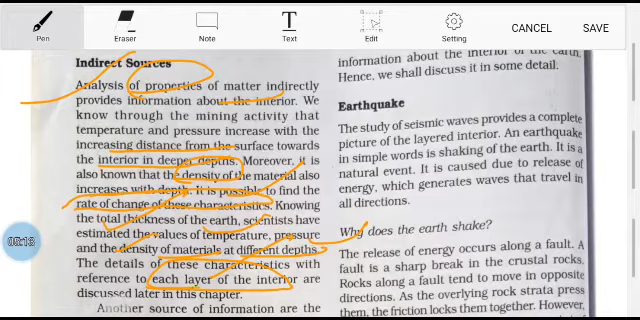 Pen
Eraser
Note
Text
Edit
Setting
CANCEL
SAVE
Indirect Sources
Analysis of properties of matter indirectly
provides information about the interior. We
know through the mining activity that
temperature and pressure increase with the
increasing distance from the surface towards
the interior in deeper depths. Moreover, it is
also known that the density of the material also
increases with depth. It is possible to find the
rate of change of these characteristics. Knowing
the total thickness of the earth, scientists have
estimated the values of temperature, pressure
and the density of materials at different depths.
The details of these characteristics with
reference to each layer of the interior are
discussed later in this chapter.
Another source of information are the
information about the interior of the earth.
Hence, we shall discuss it in some detail.
Earthquake
The study of seismic waves provides a complete
picture of the layered interior. An earthquake
in simple words is shaking of the earth. It is a
natural event. It is caused due to release of
energy, which generates waves that travel in
all directions.
Why does the earth shake?
The release of energy occurs along a fault. A
fault is a sharp break in the crustal rocks.
Rocks along a fault tend to move in opposite
directions. As the overlying rock strata press
them, the friction locks them together. However,
05:13